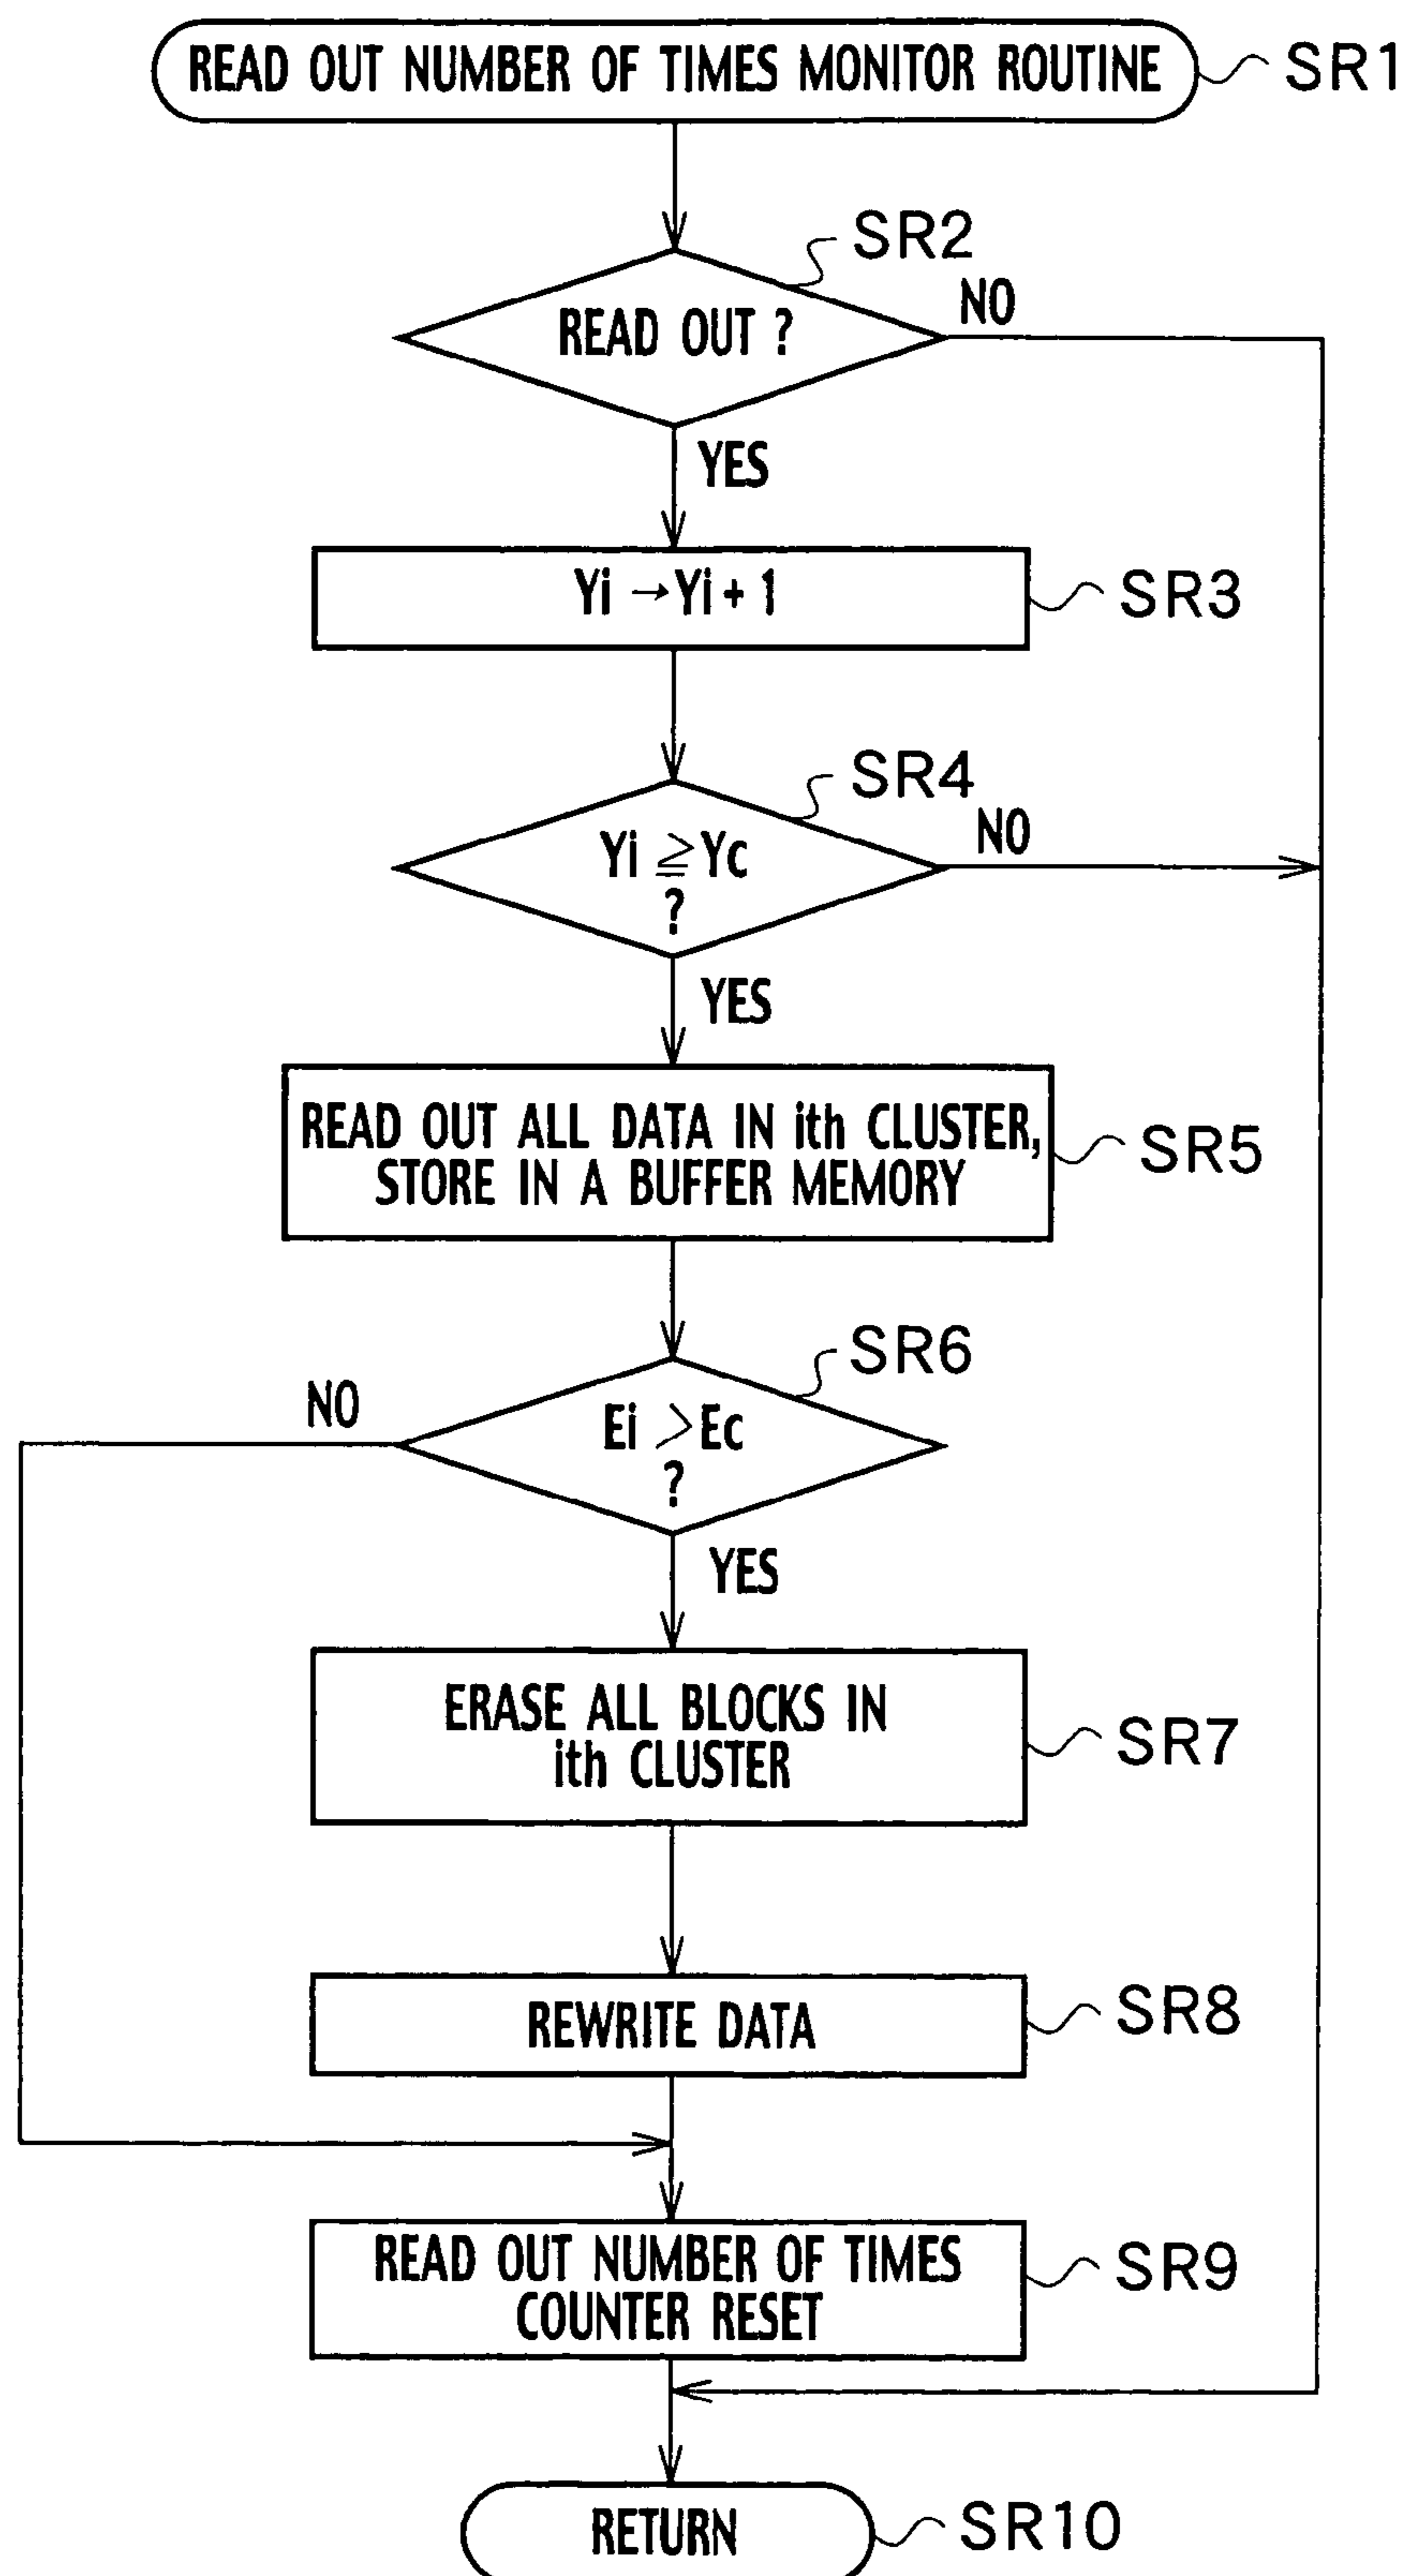 READ OUT NUMBER OF TIMES MONITOR ROUTINE
SR1
SR2
READ OUT ?
NO
YES
Yi → Yi + 1
SR3
SR4
Yi ≧ Yc
?
NO
YES
READ OUT ALL DATA IN ith CLUSTER,
STORE IN A BUFFER MEMORY
SR5
SR6
NO
Ei > Ec
?
YES
ERASE ALL BLOCKS IN
ith CLUSTER
SR7
REWRITE DATA
SR8
READ OUT NUMBER OF TIMES
COUNTER RESET
SR9
RETURN
SR10